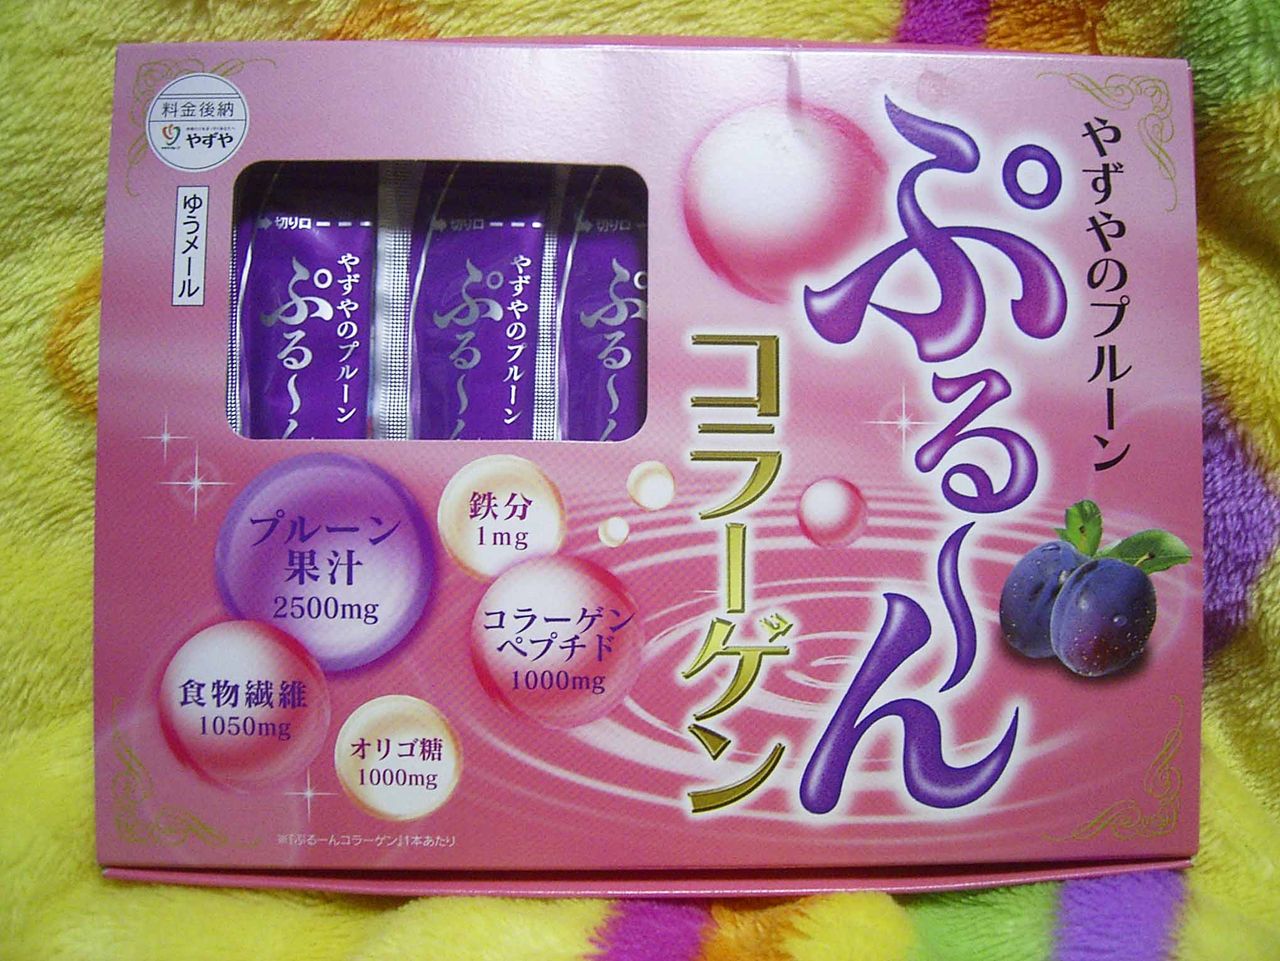 料金後納
やずや
ゆうメール
やずやのプルーン
ぷる〜ん
コラーゲン
切り口
やずやのプルーン
ぷる〜ん
切り口
やずやのプルーン
ぷる〜
切り口
ぷる〜
プルーン
果汁
2500mg
鉄分
1mg
コラーゲン
ペプチド
1000mg
食物繊維
1050mg
オリゴ糖
1000mg
※「ぷるーんコラーゲン」1本あたり